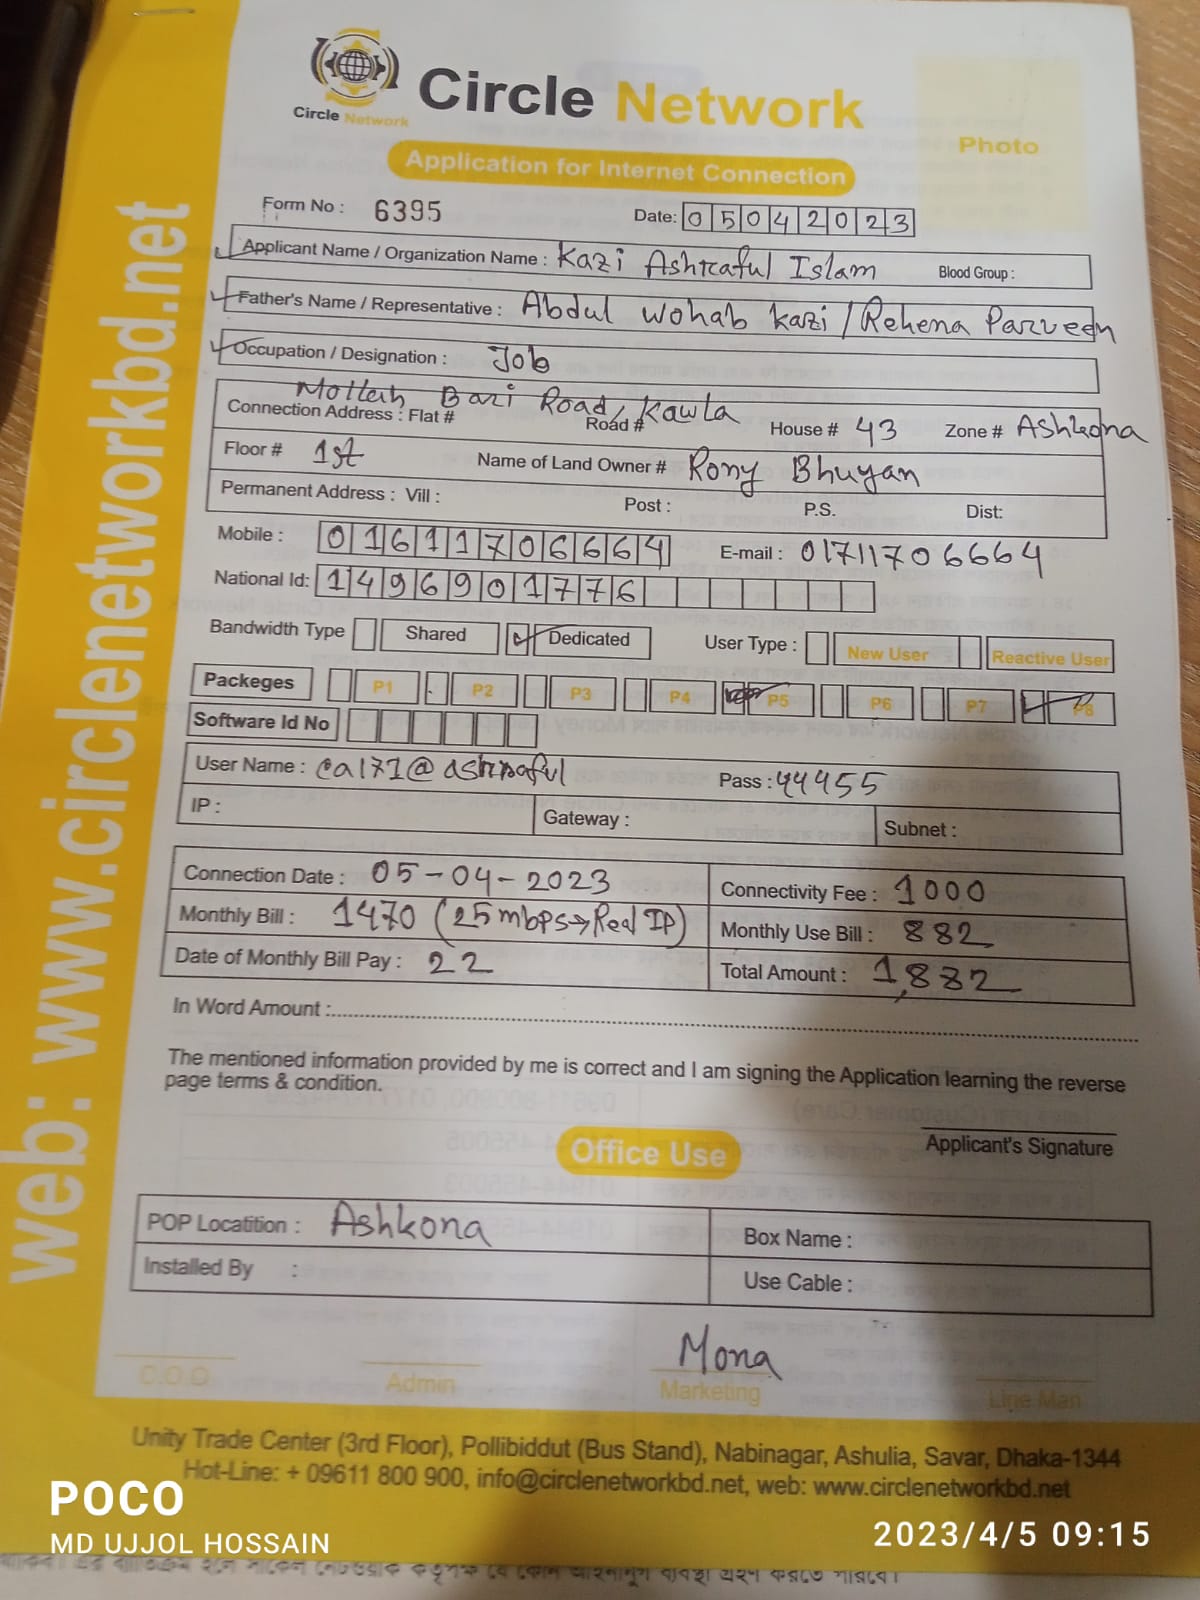 Circle Network
Circle Network
Photo
Application for Internet Connection
Form No : 6395
Date: 05042023
Applicant Name / Organization Name : Kazi Ashraful Islam Blood Group :
Father's Name / Representative : Abdul Wohab Kazi / Rehena Parveen
Occupation / Designation : Job
Mollah Bari Road, Kawla
Connection Address : Flat # Road # House # 43 Zone # Ashkona
Floor # 1st Name of Land Owner # Rony Bhuyan
Permanent Address : Vill : Post : P.S. Dist:
Mobile : 01611706664 E-mail : 01711706664
National Id: 1496901776
Bandwidth Type Shared Dedicated User Type : New User Reactive User
Packeges P1 P2 P3 P4 P5 P6 P7 P8
Software Id No
User Name : Pass : 44455
IP : Gateway : Subnet :
Connection Date : 05-04-2023 Connectivity Fee : 1000
Monthly Bill : 1470 (25mbps→Real IP) Monthly Use Bill : 882
Date of Monthly Bill Pay : 22 Total Amount : 1,882
In Word Amount :
The mentioned information provided by me is correct and I am signing the Application learning the reverse
page terms & condition.
Applicant's Signature
Office Use
POP Locatition : Ashkona Box Name :
Installed By : Use Cable :
Mona
C.O.O Admin Marketing Line Man
Unity Trade Center (3rd Floor), Pollibiddut (Bus Stand), Nabinagar, Ashulia, Savar, Dhaka-1344
Hot-Line: + 09611 800 900, info@circlenetworkbd.net, web: www.circlenetworkbd.net
web: www.circlenetworkbd.net
POCO
MD UJJOL HOSSAIN
2023/4/5 09:15